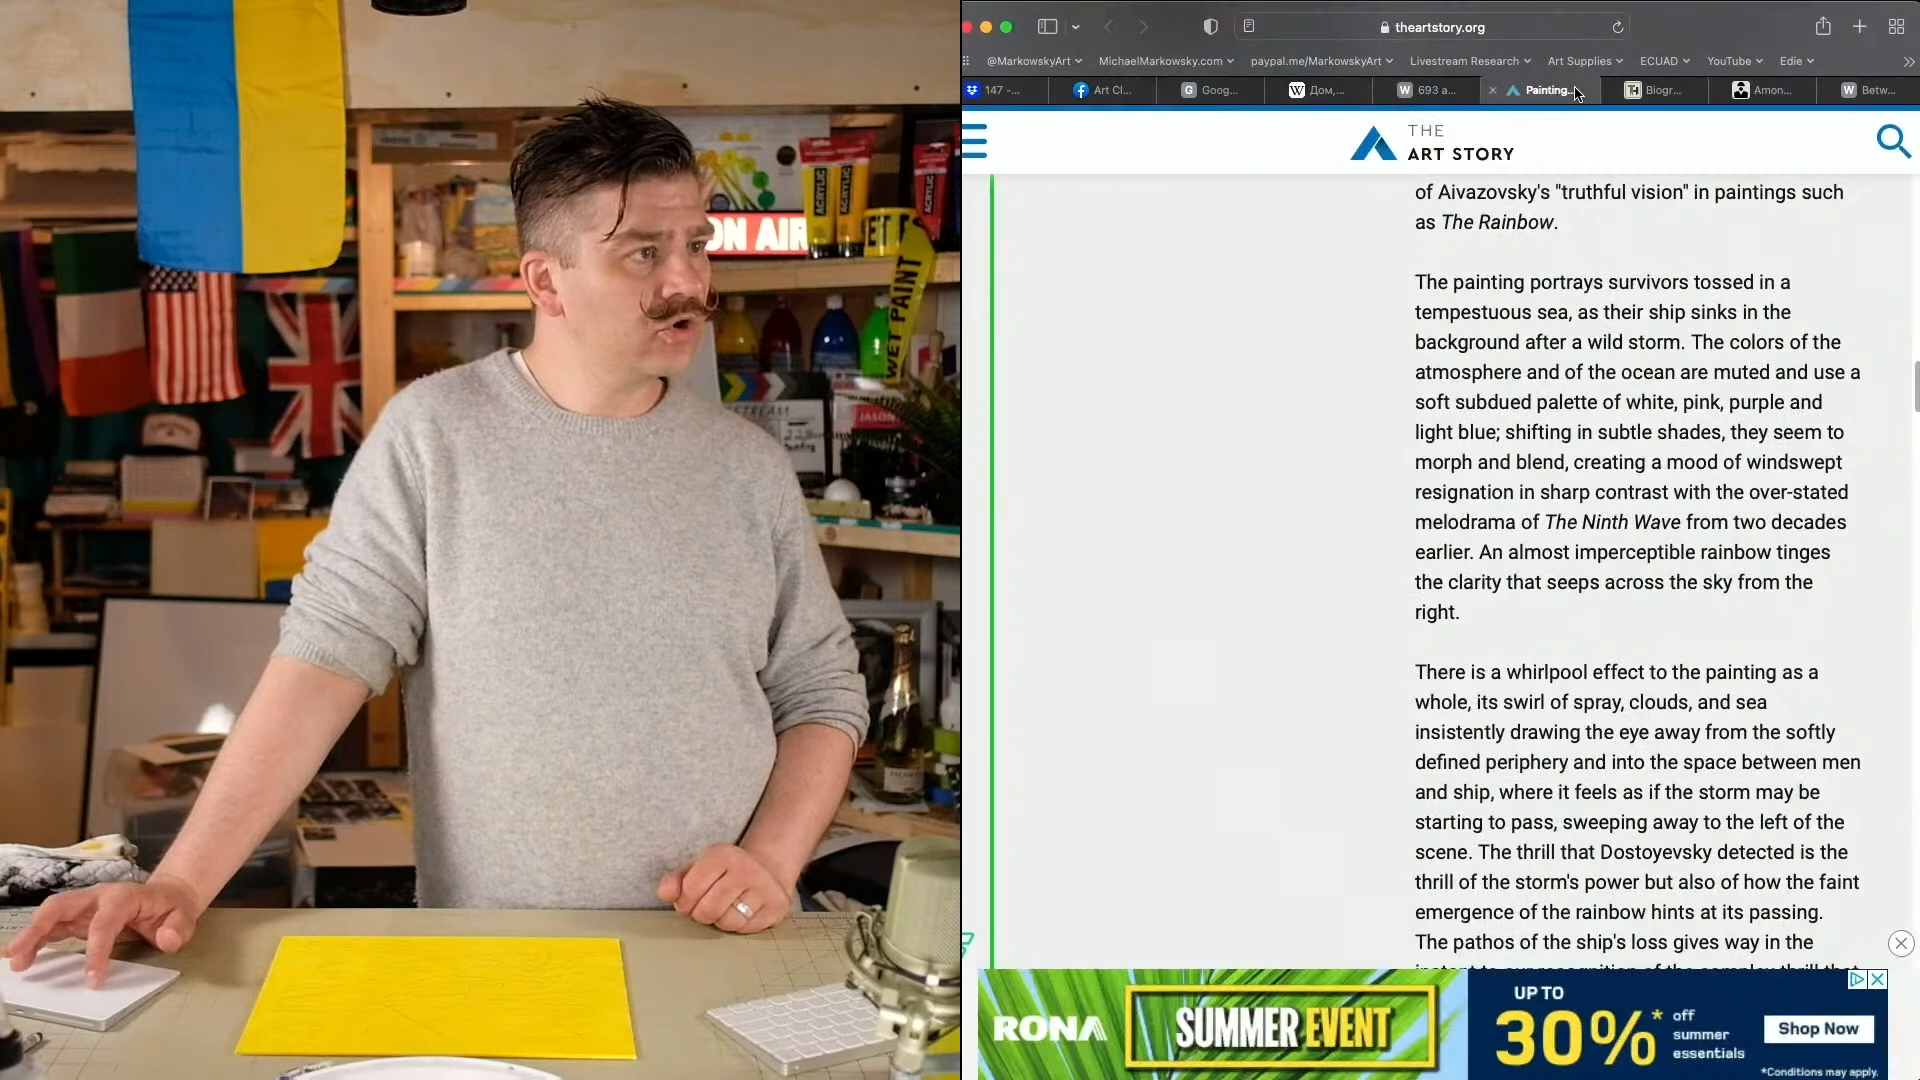 theartstory.org
@MarkowskyArt
MichaelMarkowsky.com
paypal.me/MarkowskyArt
Livestream Research
Art Supplies
ECUAD
YouTube
Edie
147 -...
Art Cl...
Goog...
Дом,...
693 a...
Painting...
Biogr...
Amon...
Betw...
THE
ART STORY
of Aivazovsky's "truthful vision" in paintings such
as The Rainbow.
The painting portrays survivors tossed in a
tempestuous sea, as their ship sinks in the
background after a wild storm. The colors of the
atmosphere and of the ocean are muted and use a
soft subdued palette of white, pink, purple and
light blue; shifting in subtle shades, they seem to
morph and blend, creating a mood of windswept
resignation in sharp contrast with the over-stated
melodrama of The Ninth Wave from two decades
earlier. An almost imperceptible rainbow tinges
the clarity that seeps across the sky from the
right.
There is a whirlpool effect to the painting as a
whole, its swirl of spray, clouds, and sea
insistently drawing the eye away from the softly
defined periphery and into the space between men
and ship, where it feels as if the storm may be
starting to pass, sweeping away to the left of the
scene. The thrill that Dostoyevsky detected is the
thrill of the storm's power but also of how the faint
emergence of the rainbow hints at its passing.
The pathos of the ship's loss gives way in the
RONA
SUMMER EVENT
UP TO
30%*
off
summer
essentials
Shop Now
*Conditions may apply.
ON AIR
ACRYLIC
ACRYLIC
WET PAINT
JASON